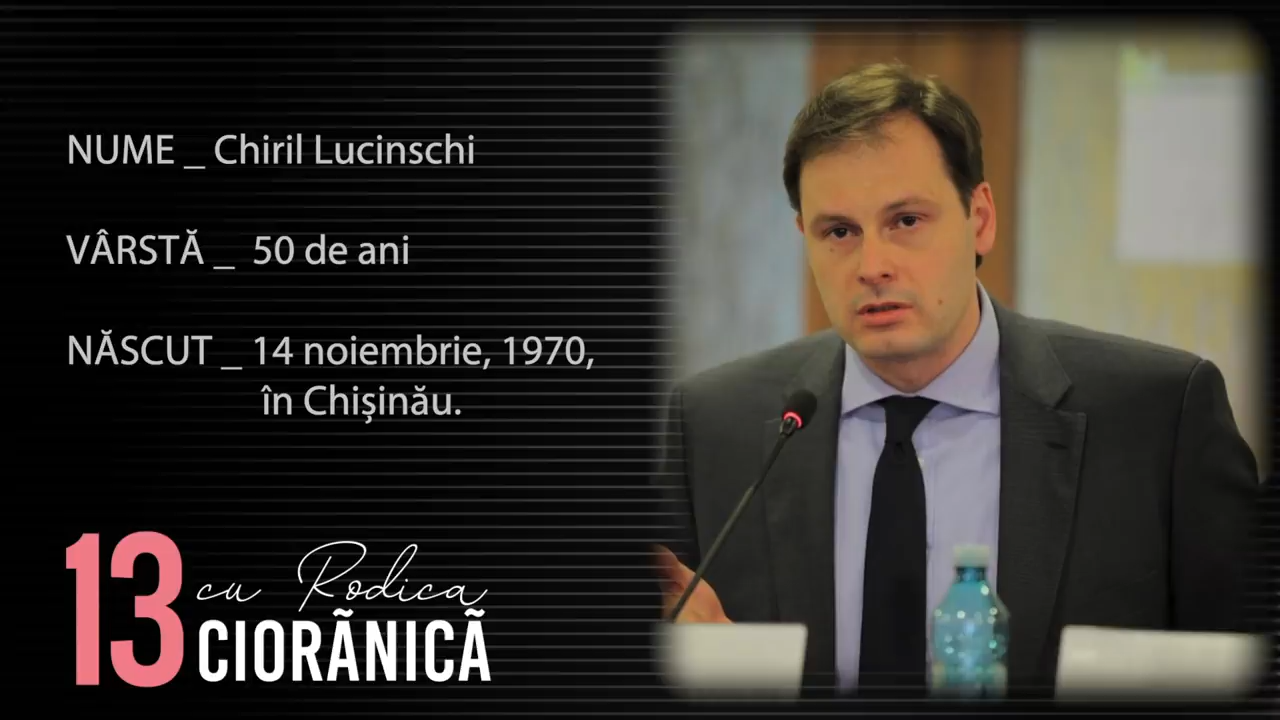 NUME _ Chiril Lucinschi
VÂRSTĂ _ 50 de ani
NĂSCUT _ 14 noiembrie, 1970,
în Chișinău.
13 cu Rodica
CIORÃNICÃ